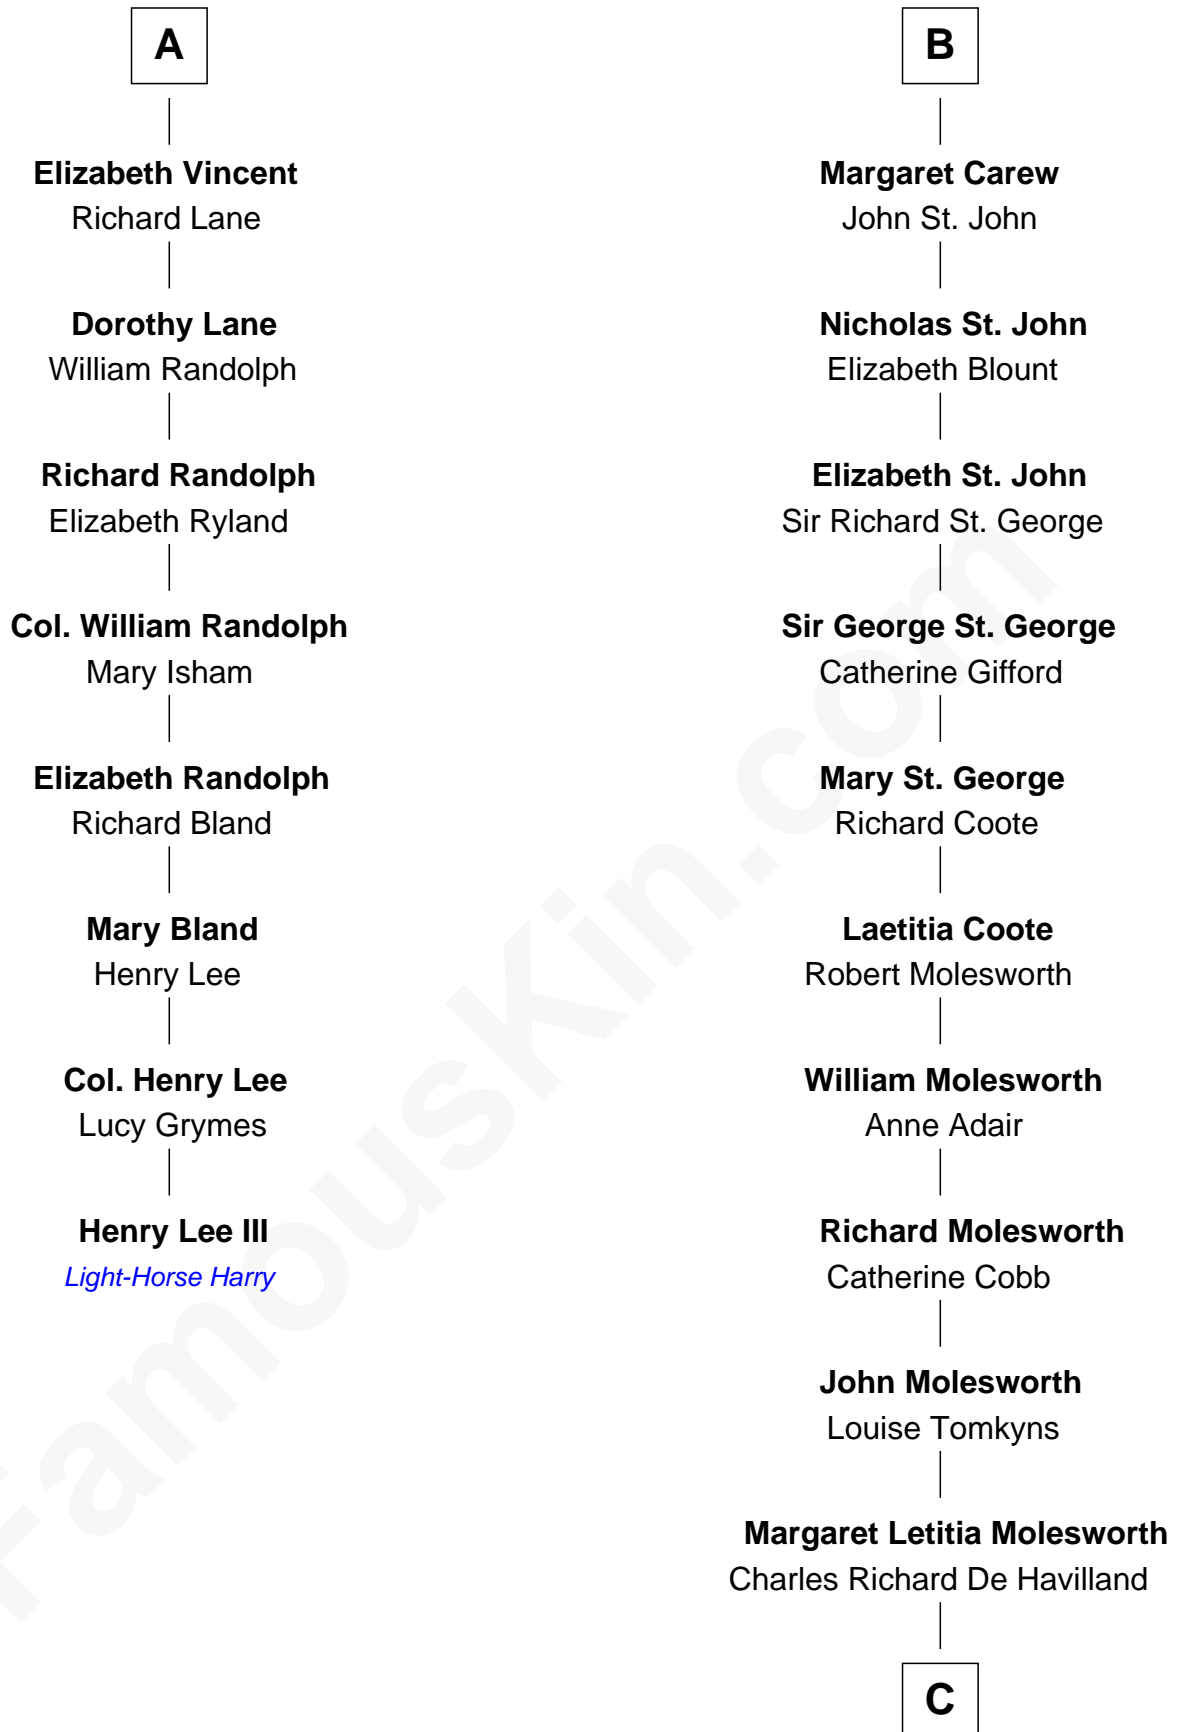 A
Elizabeth Vincent
Richard Lane
Dorothy Lane
William Randolph
Richard Randolph
Elizabeth Ryland
Col. William Randolph
Mary Isham
Elizabeth Randolph
Richard Bland
Mary Bland
Henry Lee
Col. Henry Lee
Lucy Grymes
Henry Lee III
Light-Horse Harry
B
Margaret Carew
John St. John
Nicholas St. John
Elizabeth Blount
Elizabeth St. John
Sir Richard St. George
Sir George St. George
Catherine Gifford
Mary St. George
Richard Coote
Laetitia Coote
Robert Molesworth
William Molesworth
Anne Adair
Richard Molesworth
Catherine Cobb
John Molesworth
Louise Tomkyns
Margaret Letitia Molesworth
Charles Richard De Havilland
C
FamousKin.com